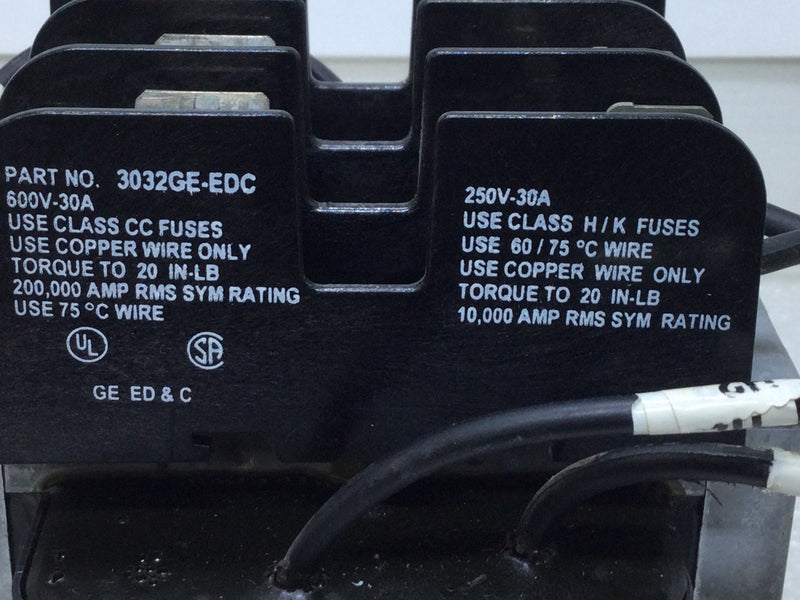 PART NO. 3032GE-EDC
600V-30A
USE CLASS CC FUSES
USE COPPER WIRE ONLY
TORQUE TO 20 IN-LB
200,000 AMP RMS SYM RATING
USE 75 °C WIRE
UL
SA
GE ED & C
250V-30A
USE CLASS H/K FUSES
USE 60/75 °C WIRE
USE COPPER WIRE ONLY
TORQUE TO 20 IN-LB
10,000 AMP RMS SYM RATING